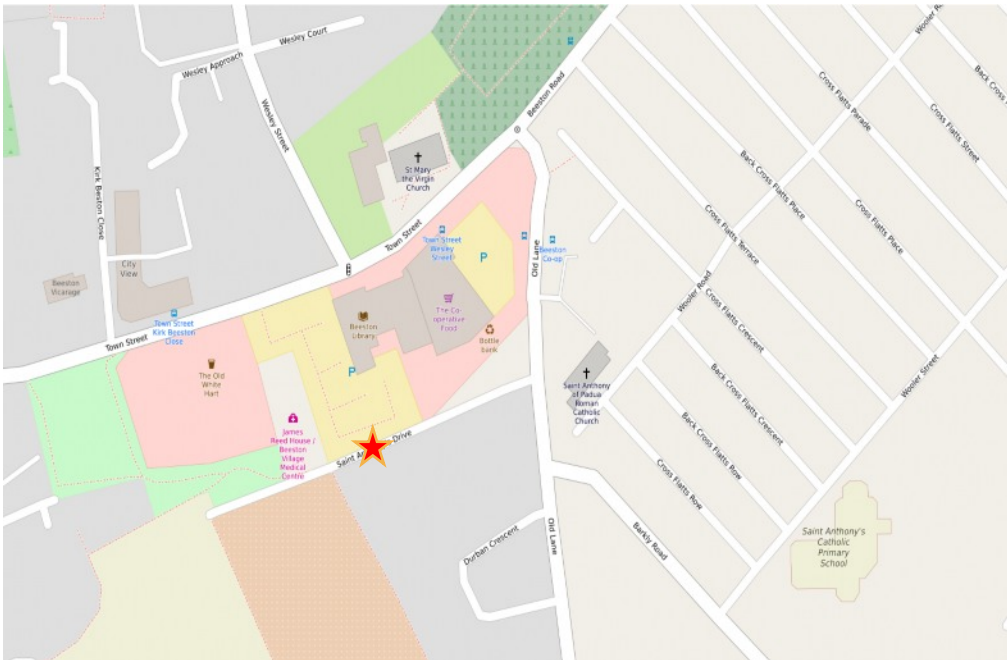 Wesley Court
Wesley Approach
Wesley Street
Beeston Road
Wooler Ro
Back Cross
Cross Flatts Parade
Cross Flatts Street
Back Cross Flatts Place
Cross Flatts Place
Cross Flatts Terrace
Kirk Beeston Close
St Mary
the Virgin
Church
Town Street
Town Street
Wesley
Street
P
Old Lane
Beeston
Co-op
Wooler Road
City
View
Beeston
Vicarage
The Co-
operative
Food
Beeston
Library
Bottle
bank
Town Street
Kirk Beeston
Close
Town Street
The Old
White
Hart
P
Cross Flatts Crescent
Back Cross Flatts Crescent
Wooler Street
Saint Anthony
of Padua
Roman
Catholic
Church
James
Reed House /
Beeston
Village
Medical
Centre
Saint An
Drive
Back Cross Flatts Row
Cross Flatts Row
Old Lane
Barkly Road
Durban Crescent
Saint Anthony's
Catholic
Primary
School